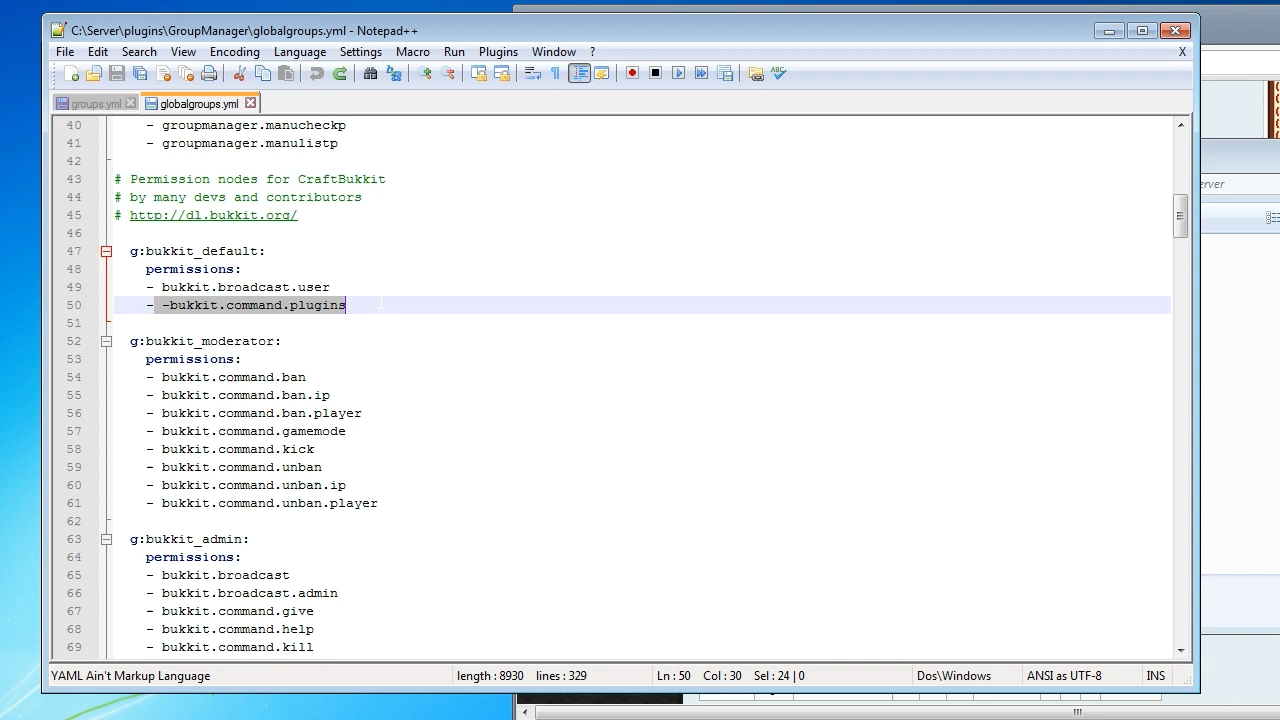 C:\Server\plugins\GroupManager\globalgroups.yml - Notepad++
File Edit Search View Encoding Language Settings Macro Run Plugins Window ? X
groups.yml globalgroups.yml
40 - groupmanager.manucheckp
41 - groupmanager.manulistp
42
43 # Permission nodes for CraftBukkit
44 # by many devs and contributors
45 # http://dl.bukkit.org/
46
47 g:bukkit_default:
48 permissions:
49 - bukkit.broadcast.user
50 - -bukkit.command.plugins
51
52 g:bukkit_moderator:
53 permissions:
54 - bukkit.command.ban
55 - bukkit.command.ban.ip
56 - bukkit.command.ban.player
57 - bukkit.command.gamemode
58 - bukkit.command.kick
59 - bukkit.command.unban
60 - bukkit.command.unban.ip
61 - bukkit.command.unban.player
62
63 g:bukkit_admin:
64 permissions:
65 - bukkit.broadcast
66 - bukkit.broadcast.admin
67 - bukkit.command.give
68 - bukkit.command.help
69 - bukkit.command.kill
YAML Ain't Markup Language length : 8930 lines : 329 Ln : 50 Col : 30 Sel : 24 | 0 Dos\Windows ANSI as UTF-8 INS
erver